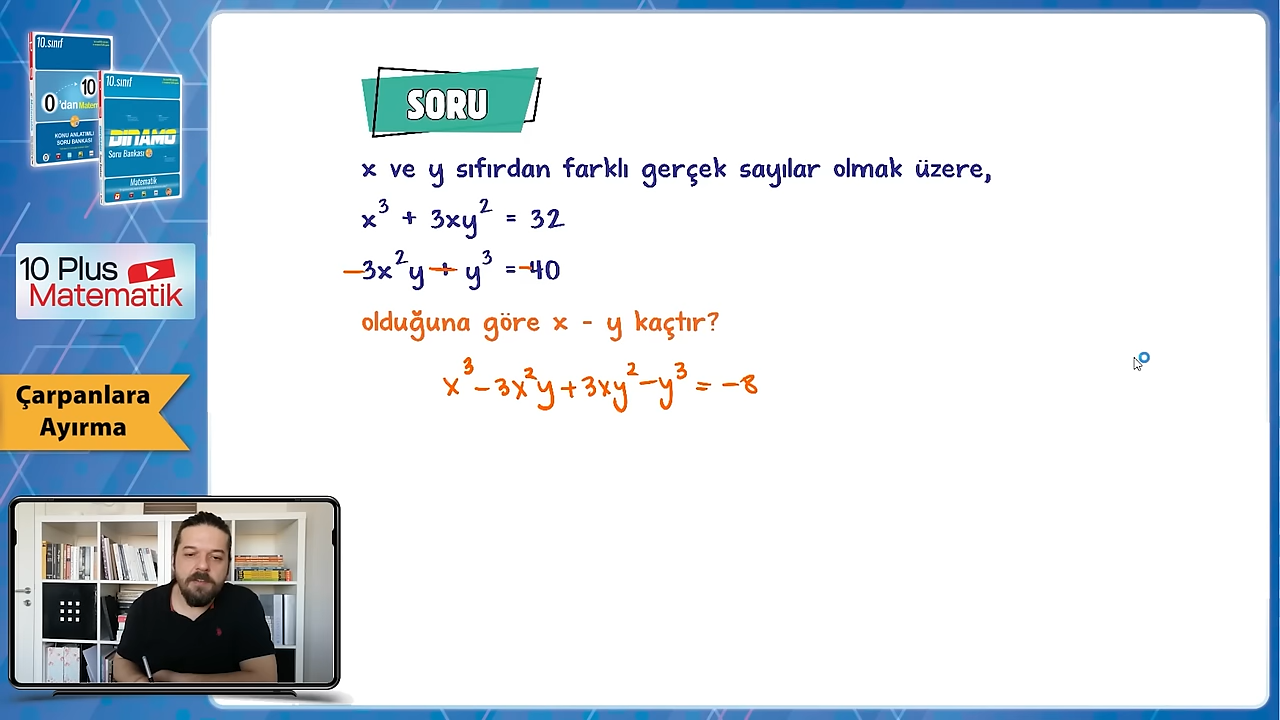 10.sınıf
10.sınıf
0'dan 10
KONU ANLATIMLI
SORU BANKASI
DİNAMO
Soru Bankası
Matematik
10 Plus
Matematik
Çarpanlara
Ayırma
SORU
x ve y sıfırdan farklı gerçek sayılar olmak üzere,
x³ + 3xy² = 32
-3x²y + y³ = -40
olduğuna göre x - y kaçtır?
x³ - 3x²y + 3xy² - y³ = -8